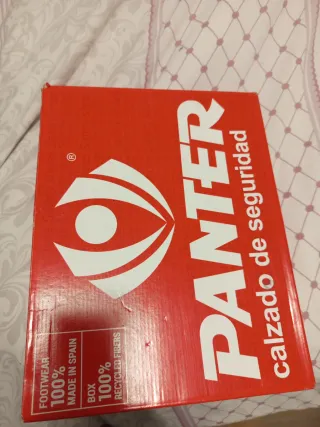 ®
PANTER
calzado de seguridad
FOOTWEAR
100%
MADE IN SPAIN
BOX
100%
RECYCLED FIBERS